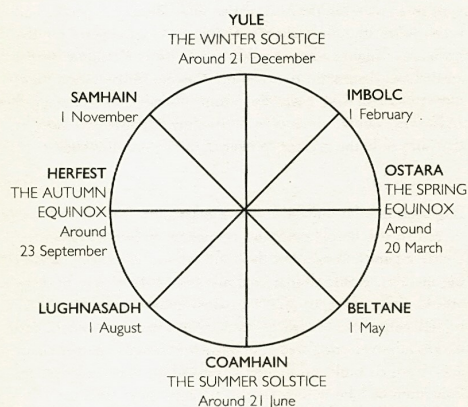 YULE
THE WINTER SOLSTICE
Around 21 December
SAMHAIN
1 November
IMBOLC
1 February
HERFEST
THE AUTUMN
EQUINOX
Around
23 September
OSTARA
THE SPRING
EQUINOX
Around
20 March
LUGHNASADH
1 August
BELTANE
1 May
COAMHAIN
THE SUMMER SOLSTICE
Around 21 June